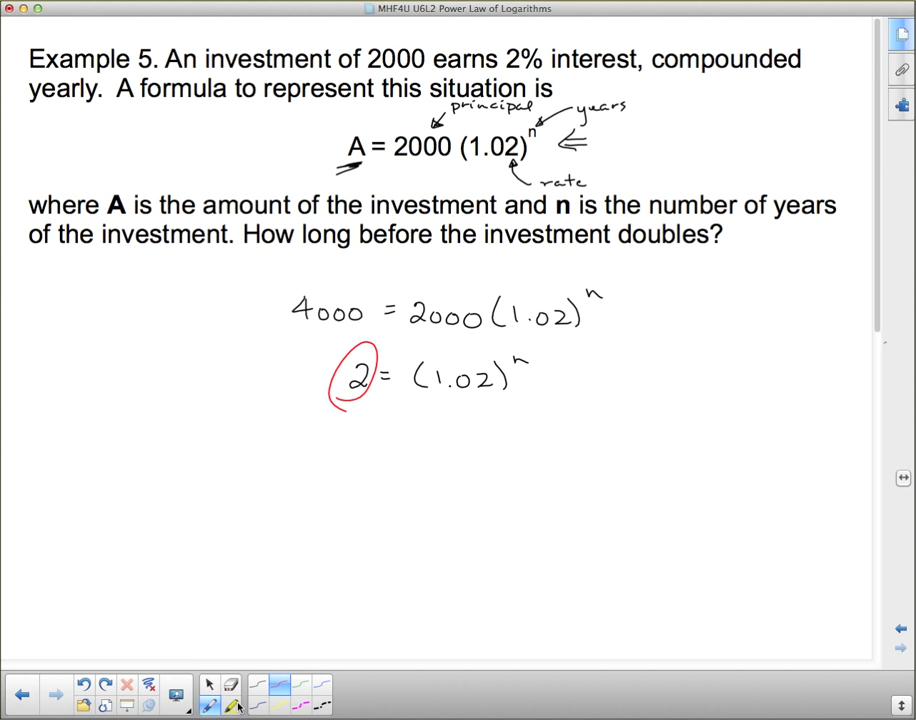 MHF4U U6L2 Power Law of Logarithms
Example 5. An investment of 2000 earns 2% interest, compounded
yearly. A formula to represent this situation is
principal
years
A = 2000 (1.02)ⁿ
rate
where A is the amount of the investment and n is the number of years
of the investment. How long before the investment doubles?
4000 = 2000(1.02)ⁿ
2 = (1.02)ⁿ